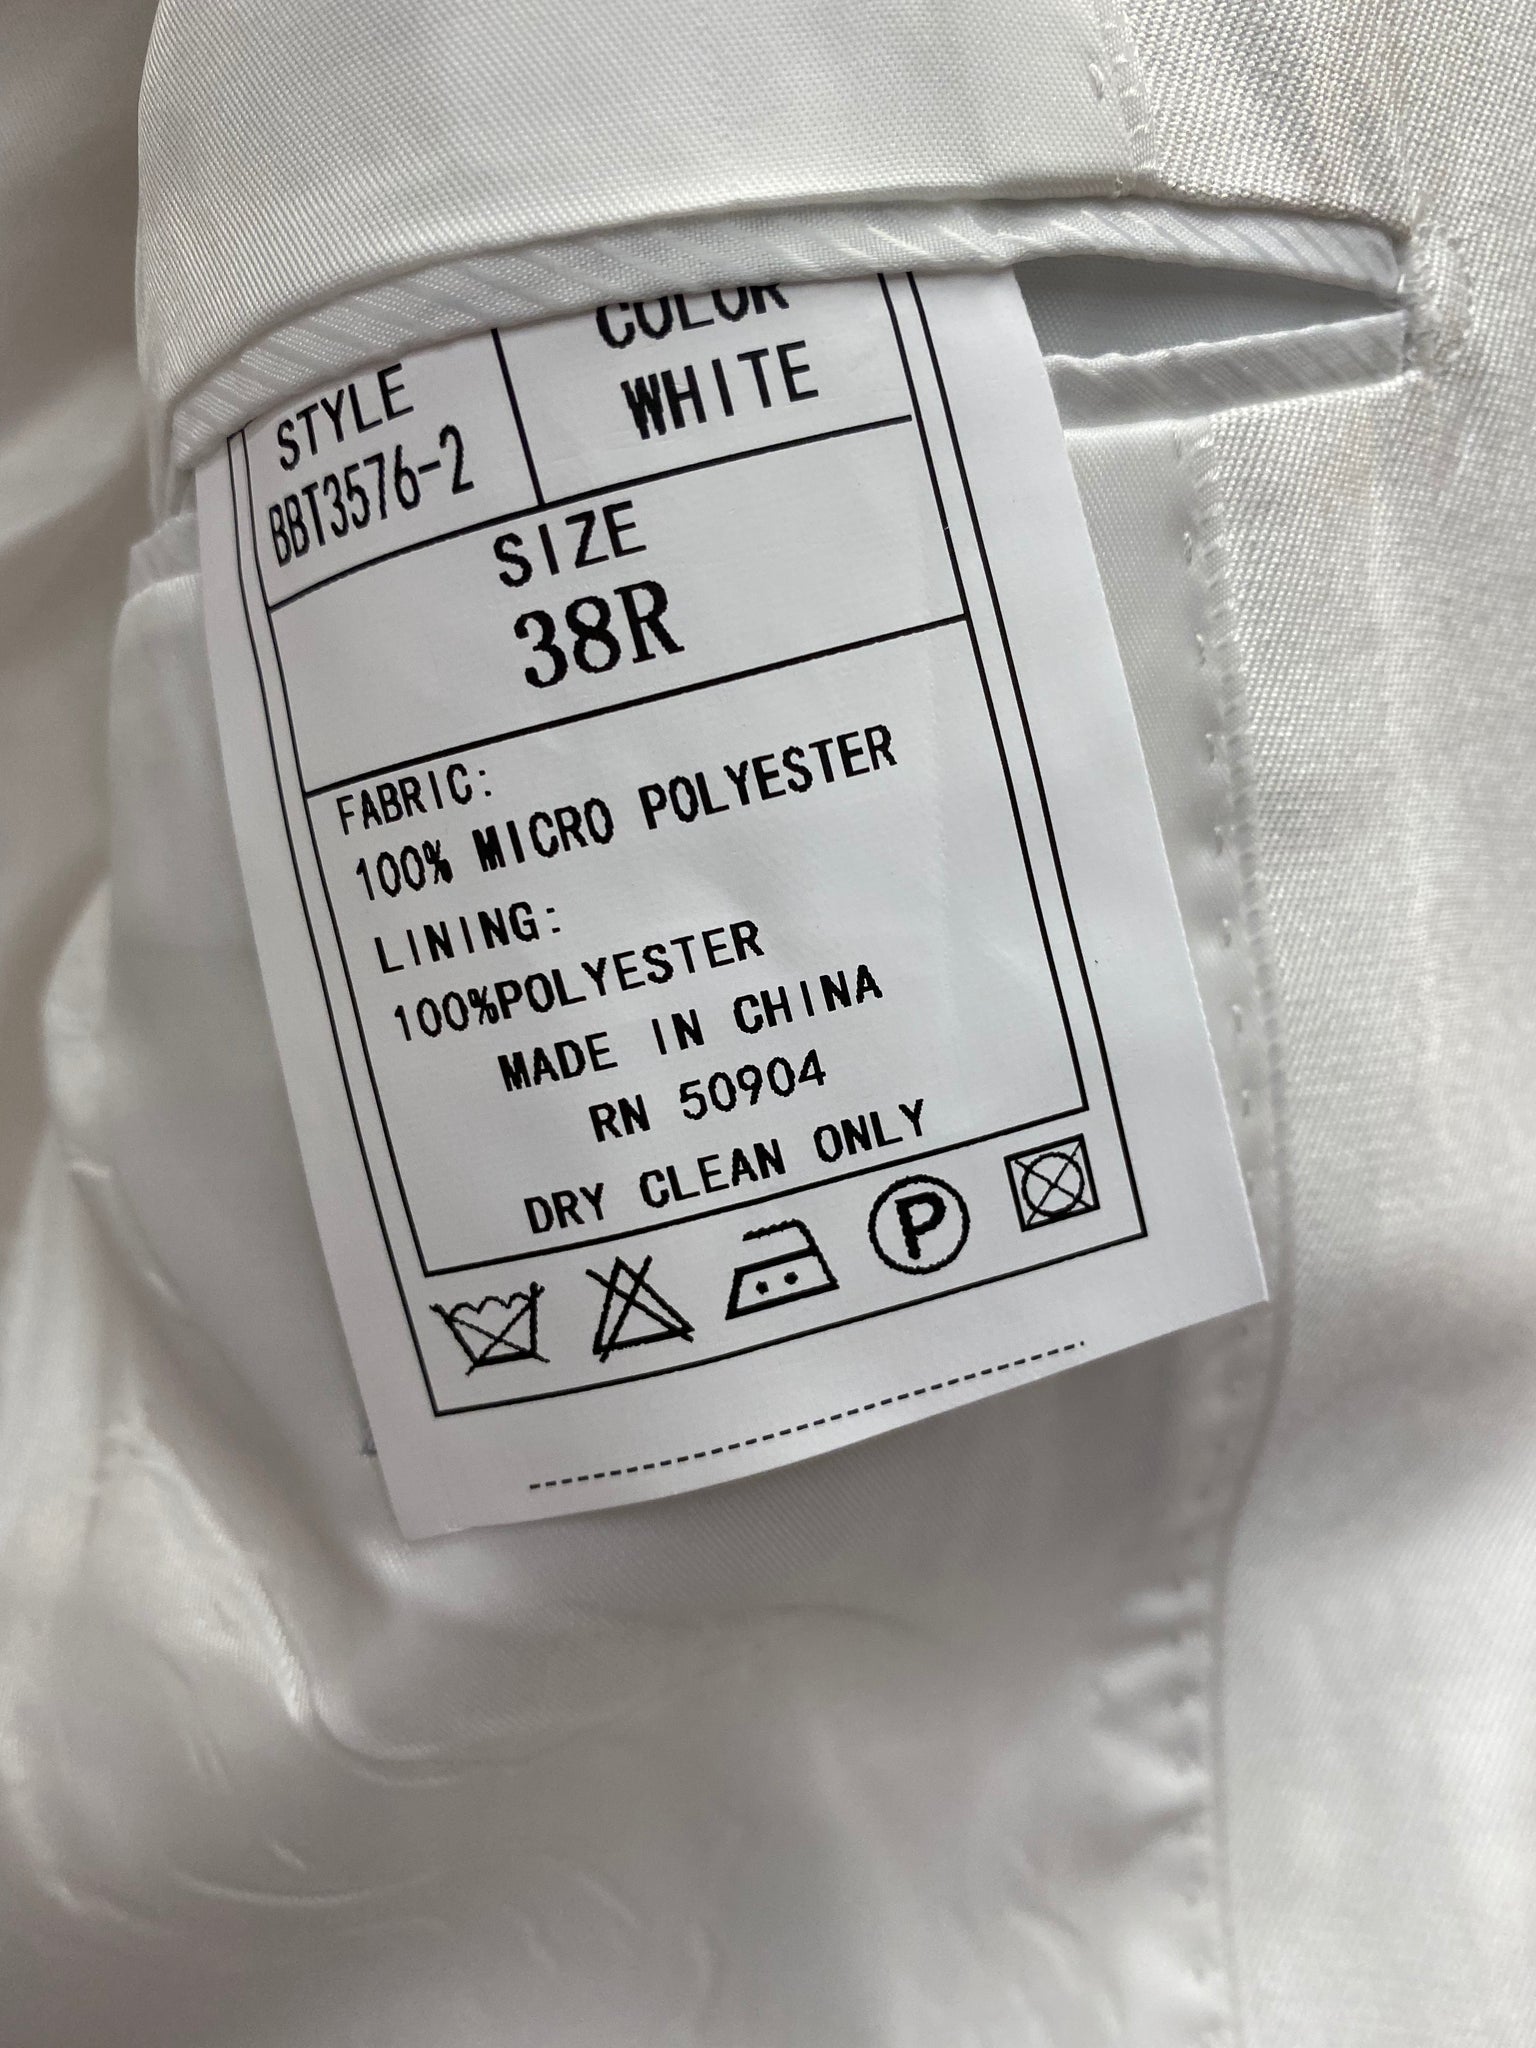 STYLE
BBT3576-2
COLOR
WHITE
SIZE
38R
FABRIC:
100% MICRO POLYESTER
LINING:
100%POLYESTER
MADE IN CHINA
RN 50904
DRY CLEAN ONLY
P